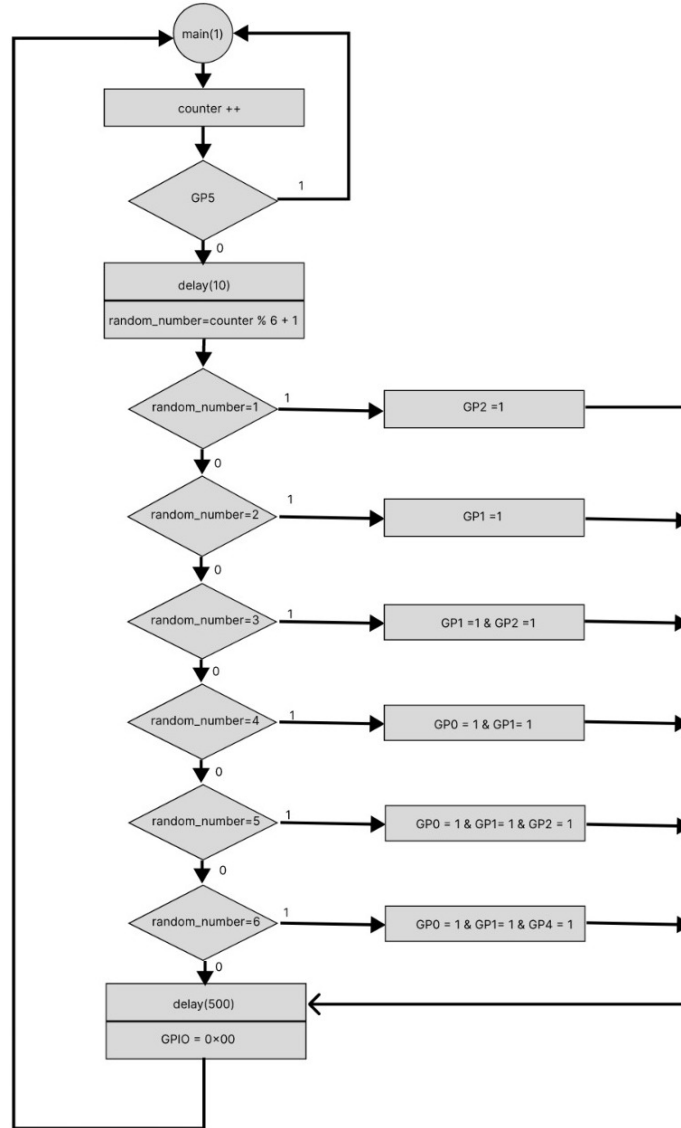 main(1)
counter ++
GP5
1
0
delay(10)
random_number=counter % 6 + 1
random_number=1
1
GP2 =1
0
random_number=2
1
GP1 =1
0
random_number=3
1
GP1 =1 & GP2 =1
0
random_number=4
1
GP0 = 1 & GP1= 1
0
random_number=5
1
GP0 = 1 & GP1= 1 & GP2 = 1
0
random_number=6
1
GP0 = 1 & GP1= 1 & GP4 = 1
0
delay(500)
GPIO = 0×00